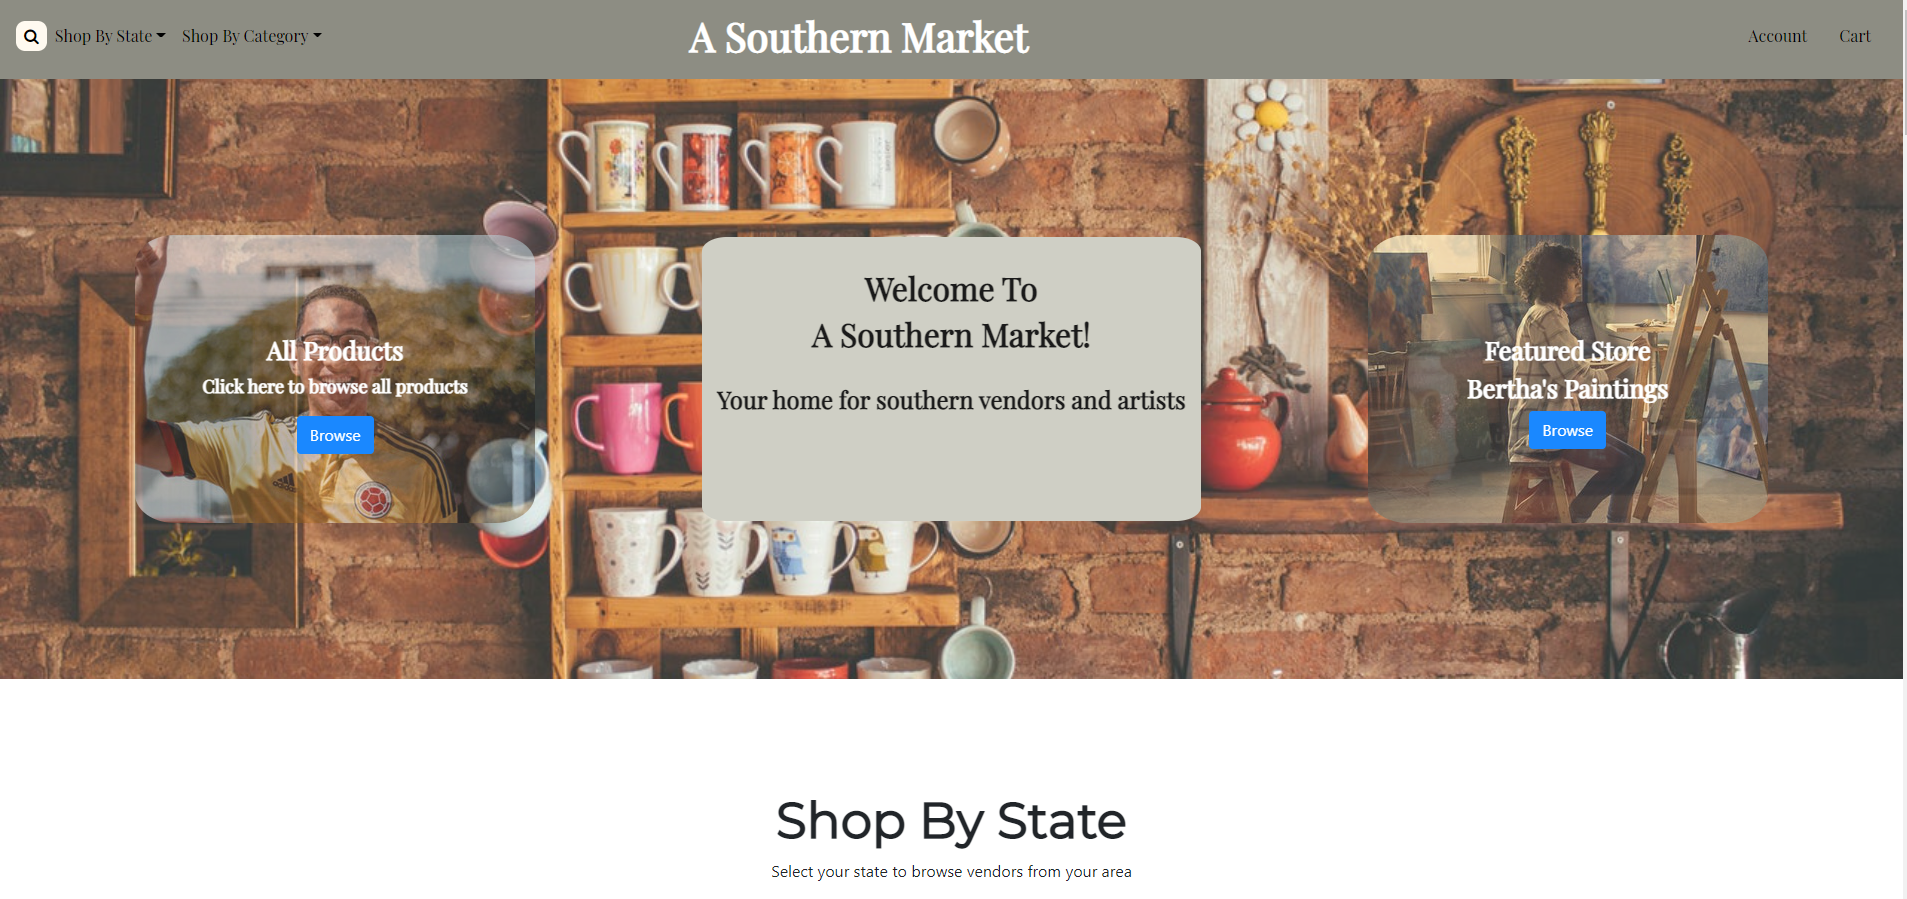 Shop By State
Shop By Category
A Southern Market
Account
Cart
All Products
Click here to browse all products
Browse
Welcome To
A Southern Market!
Your home for southern vendors and artists
Featured Store
Bertha's Paintings
Browse
Shop By State
Select your state to browse vendors from your area